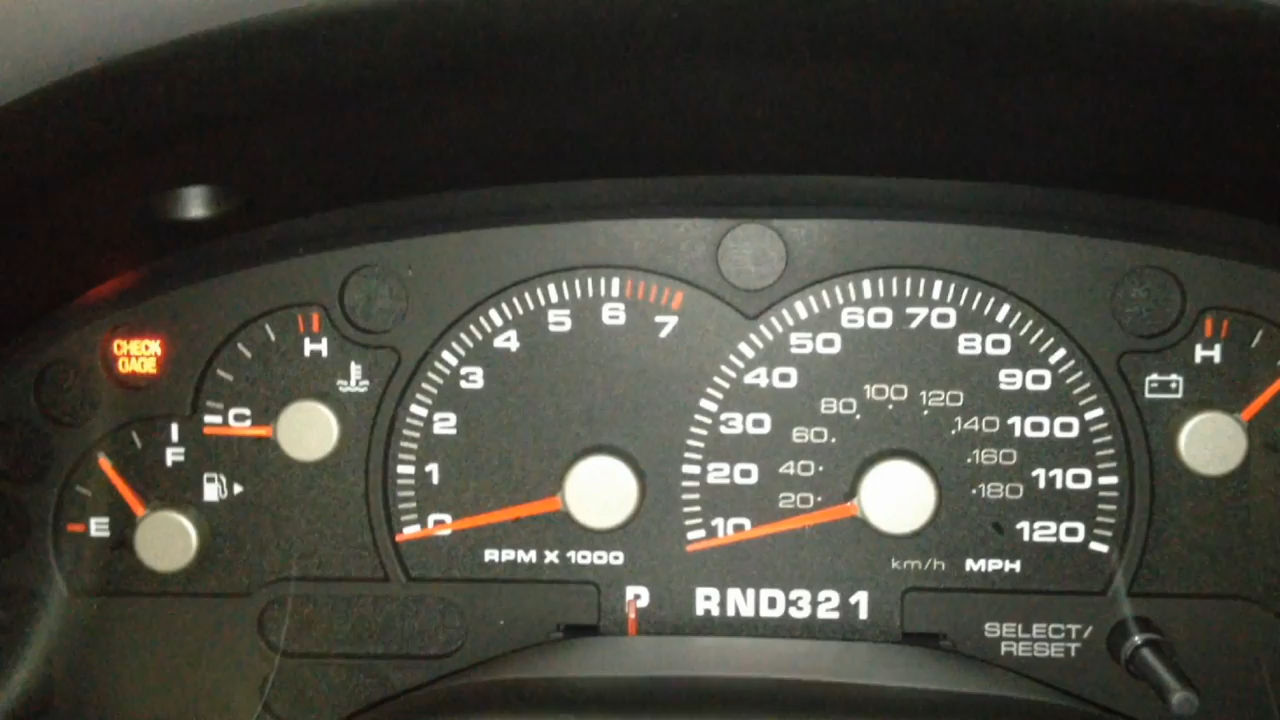 CHECK
GAGE
H
C
F
E
0 1 2 3 4 5 6 7
RPM X 1000
10 20 30 40 50 60 70 80 90 100 110 120
20 40 60 80 100 120 140 160 180
km/h MPH
P RND321
H
SELECT/
RESET